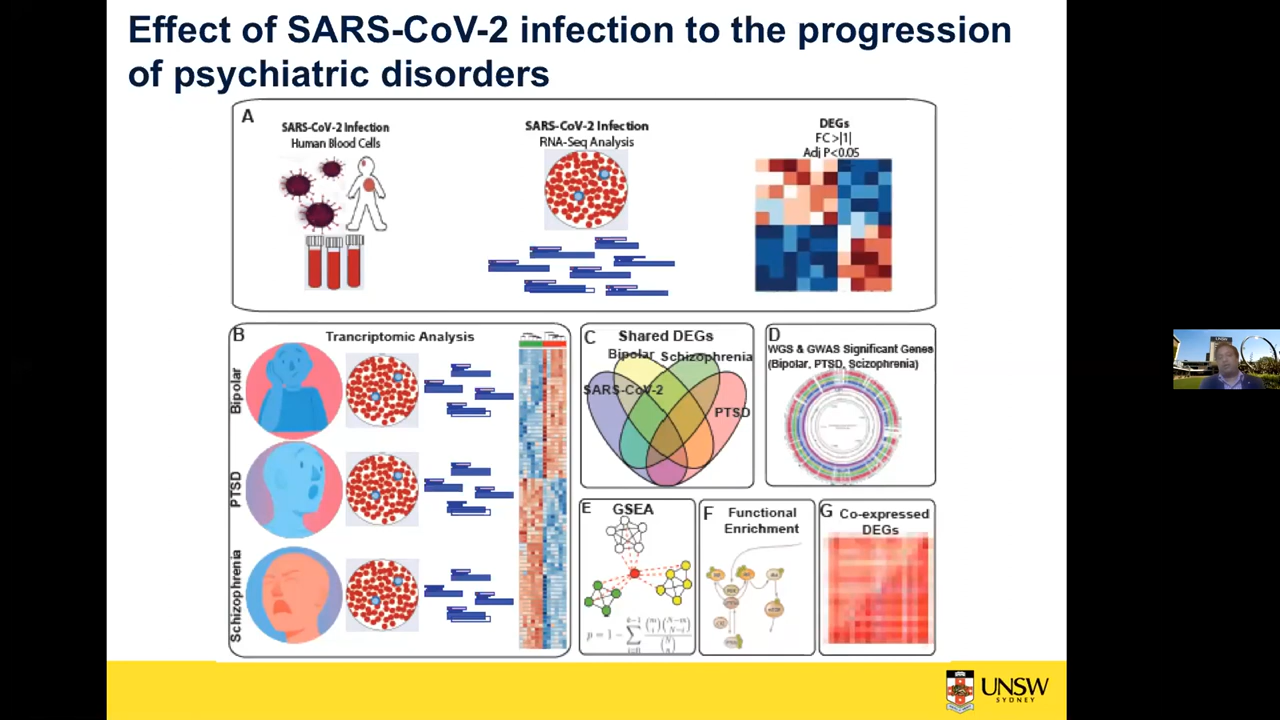 Effect of SARS-CoV-2 infection to the progression
of psychiatric disorders
A
SARS-CoV-2 Infection
Human Blood Cells
SARS-CoV-2 Infection
RNA-Seq Analysis
DEGs
FC >|1|
Adj P<0.05
B
Trancriptomic Analysis
Bipolar
PTSD
Schizophrenia
C
Shared DEGs
Bipolar
Schizophrenia
SARS-CoV-2
PTSD
D
WGS & GWAS Significant Genes
(Bipolar, PTSD, Scizophrenia)
E
GSEA
F
Functional
Enrichment
G
Co-expressed
DEGs
UNSW
SYDNEY